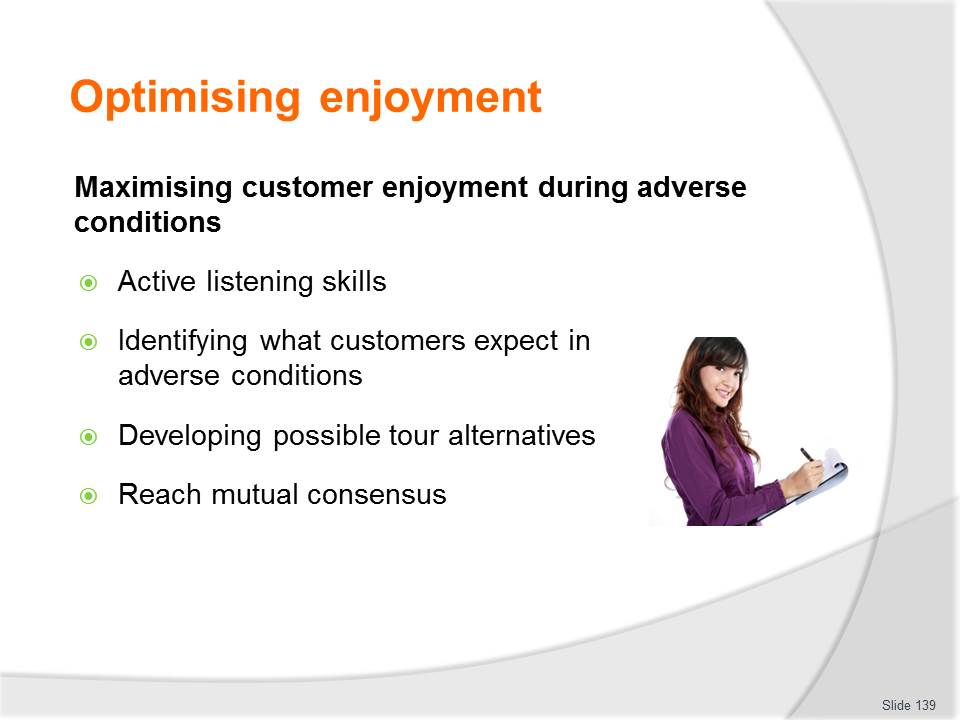 Optimising enjoyment
Maximising customer enjoyment during adverse
conditions
Active listening skills
Identifying what customers expect in
adverse conditions
Developing possible tour alternatives
Reach mutual consensus
Slide 139